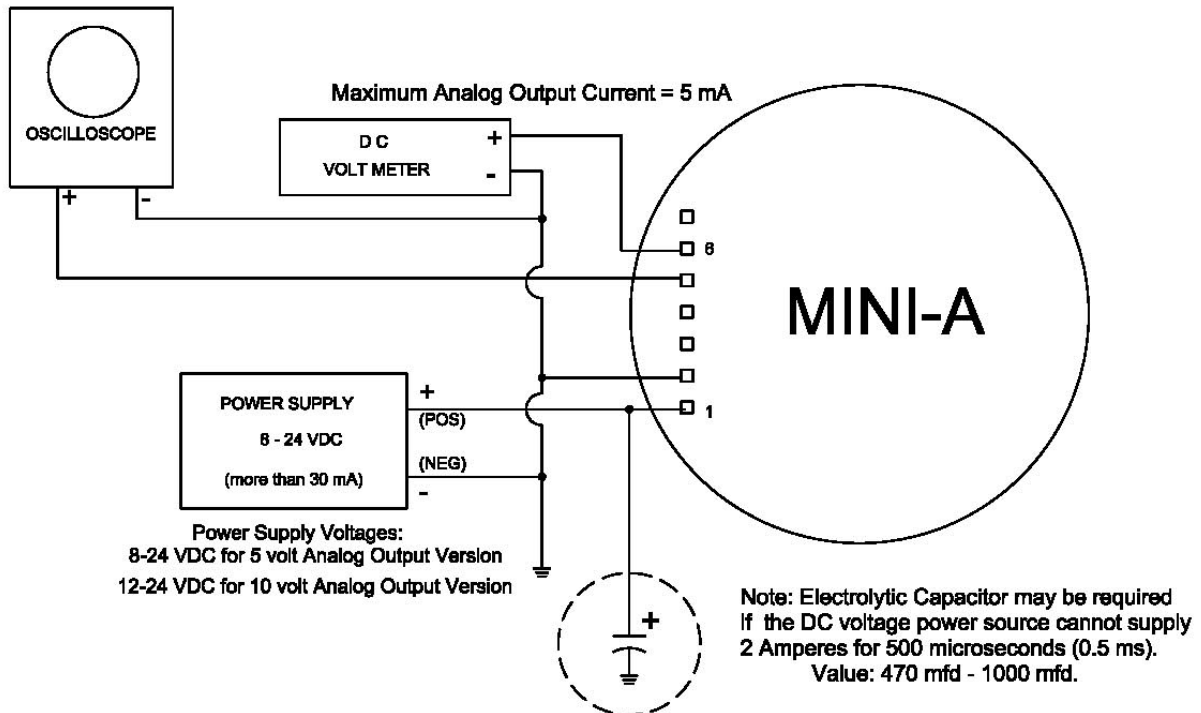 OSCILLOSCOPE
+ -
Maximum Analog Output Current = 5 mA
D C
VOLT METER
+
-
6
MINI-A
1
POWER SUPPLY
8 - 24 VDC
(more than 30 mA)
+
(POS)
(NEG)
-
Power Supply Voltages:
8-24 VDC for 5 volt Analog Output Version
12-24 VDC for 10 volt Analog Output Version
+
Note: Electrolytic Capacitor may be required
If the DC voltage power source cannot supply
2 Amperes for 500 microseconds (0.5 ms).
Value: 470 mfd - 1000 mfd.